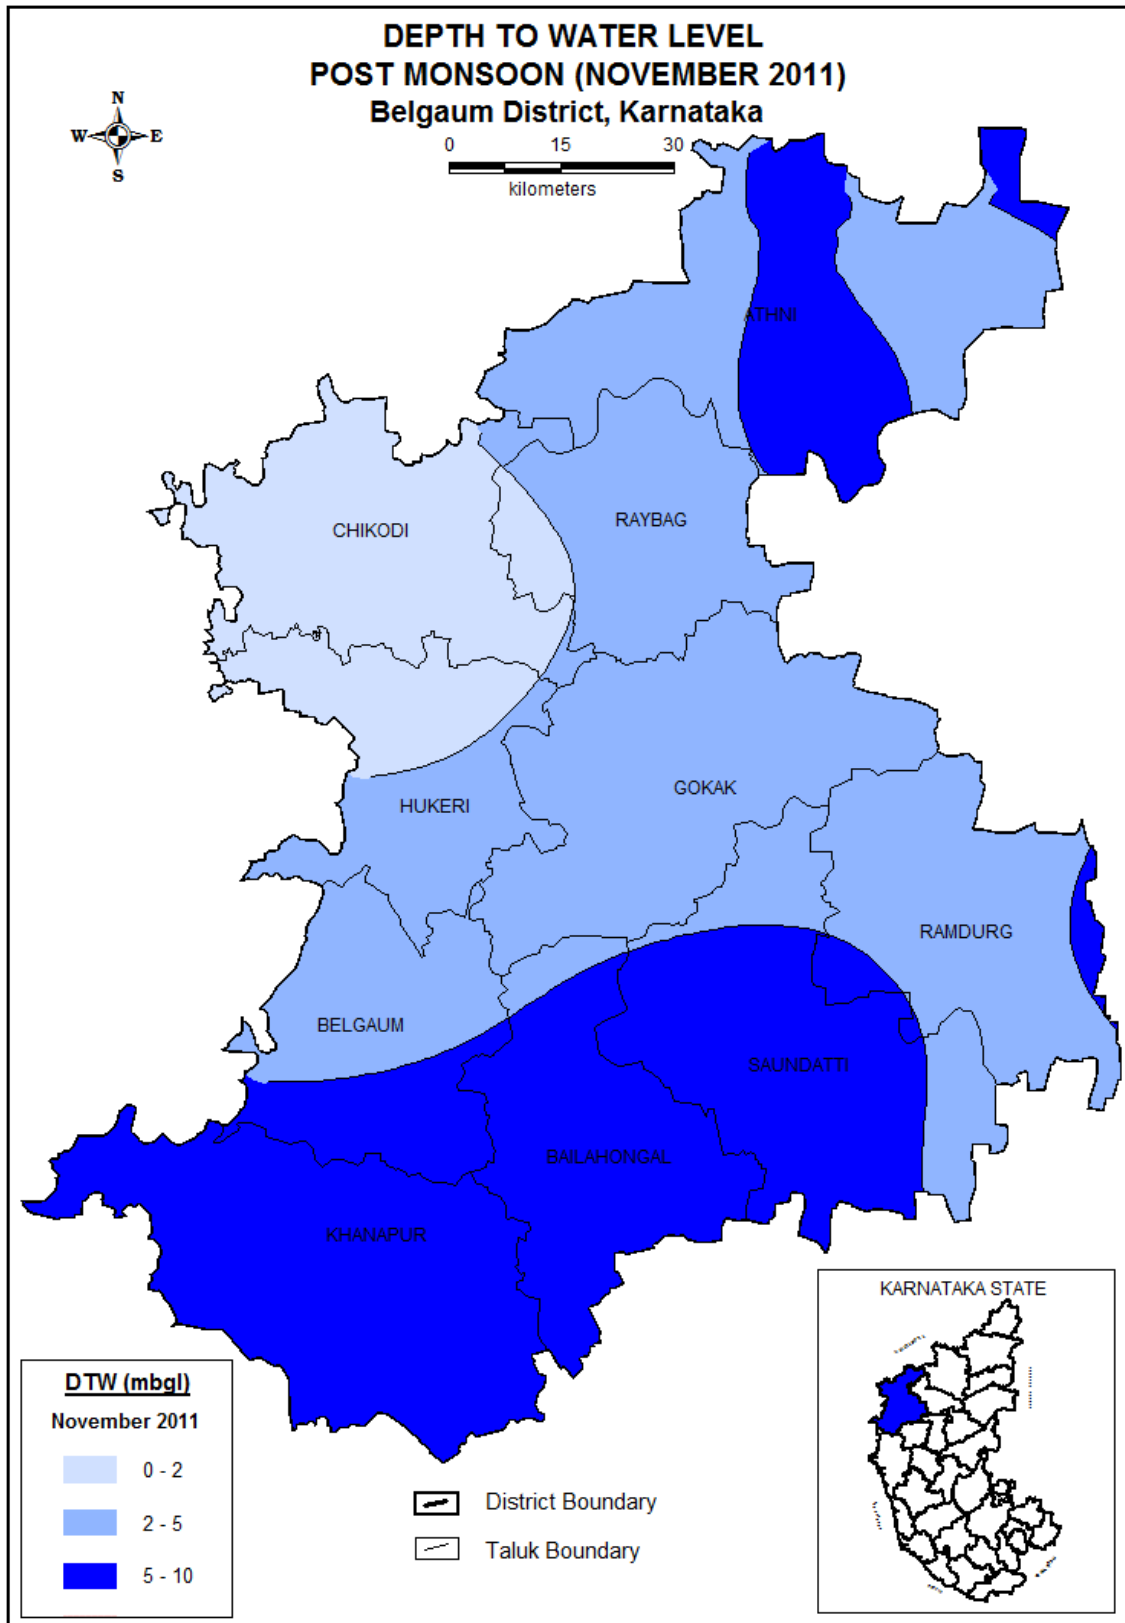 DEPTH TO WATER LEVEL
POST MONSOON (NOVEMBER 2011)
Belgaum District, Karnataka
N
W E
S
0 15 30
kilometers
ATHNI
CHIKODI
RAYBAG
HUKERI
GOKAK
RAMDURG
BELGAUM
SAUNDATTI
BAILAHONGAL
KHANAPUR
KARNATAKA STATE
DTW (mbgl)
November 2011
0 - 2
2 - 5
5 - 10
District Boundary
Taluk Boundary